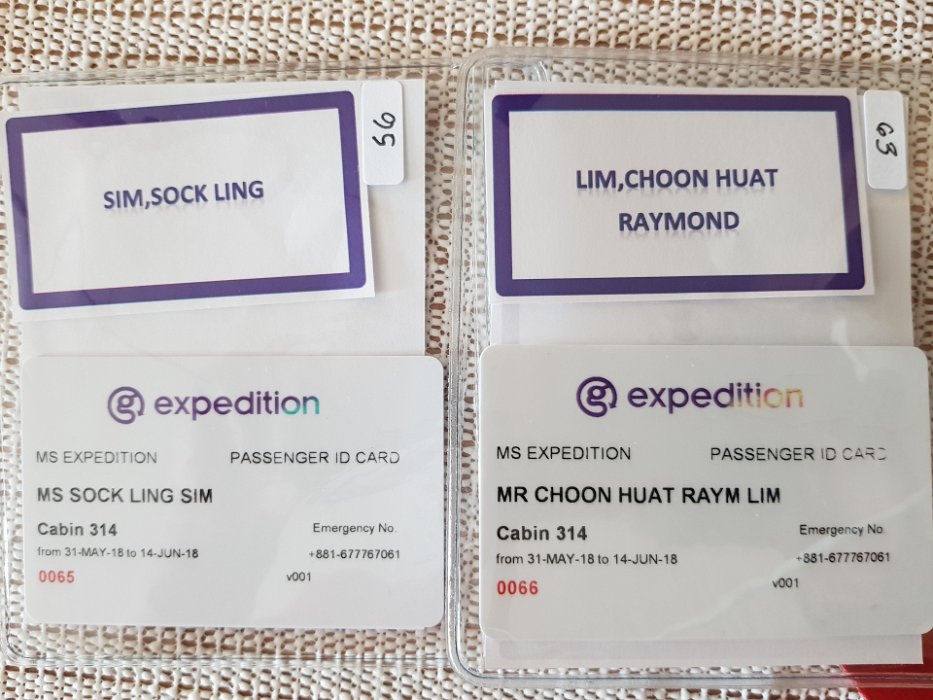 SIM,SOCK LING
56
g expedition
MS EXPEDITION PASSENGER ID CARD
MS SOCK LING SIM
Cabin 314 Emergency No.
from 31-MAY-18 to 14-JUN-18 +881-677767061
0065 v001
LIM,CHOON HUAT
RAYMOND
63
g expedition
MS EXPEDITION PASSENGER ID CARD
MR CHOON HUAT RAYM LIM
Cabin 314 Emergency No.
from 31-MAY-18 to 14-JUN-18 +881-677767061
0066 v001